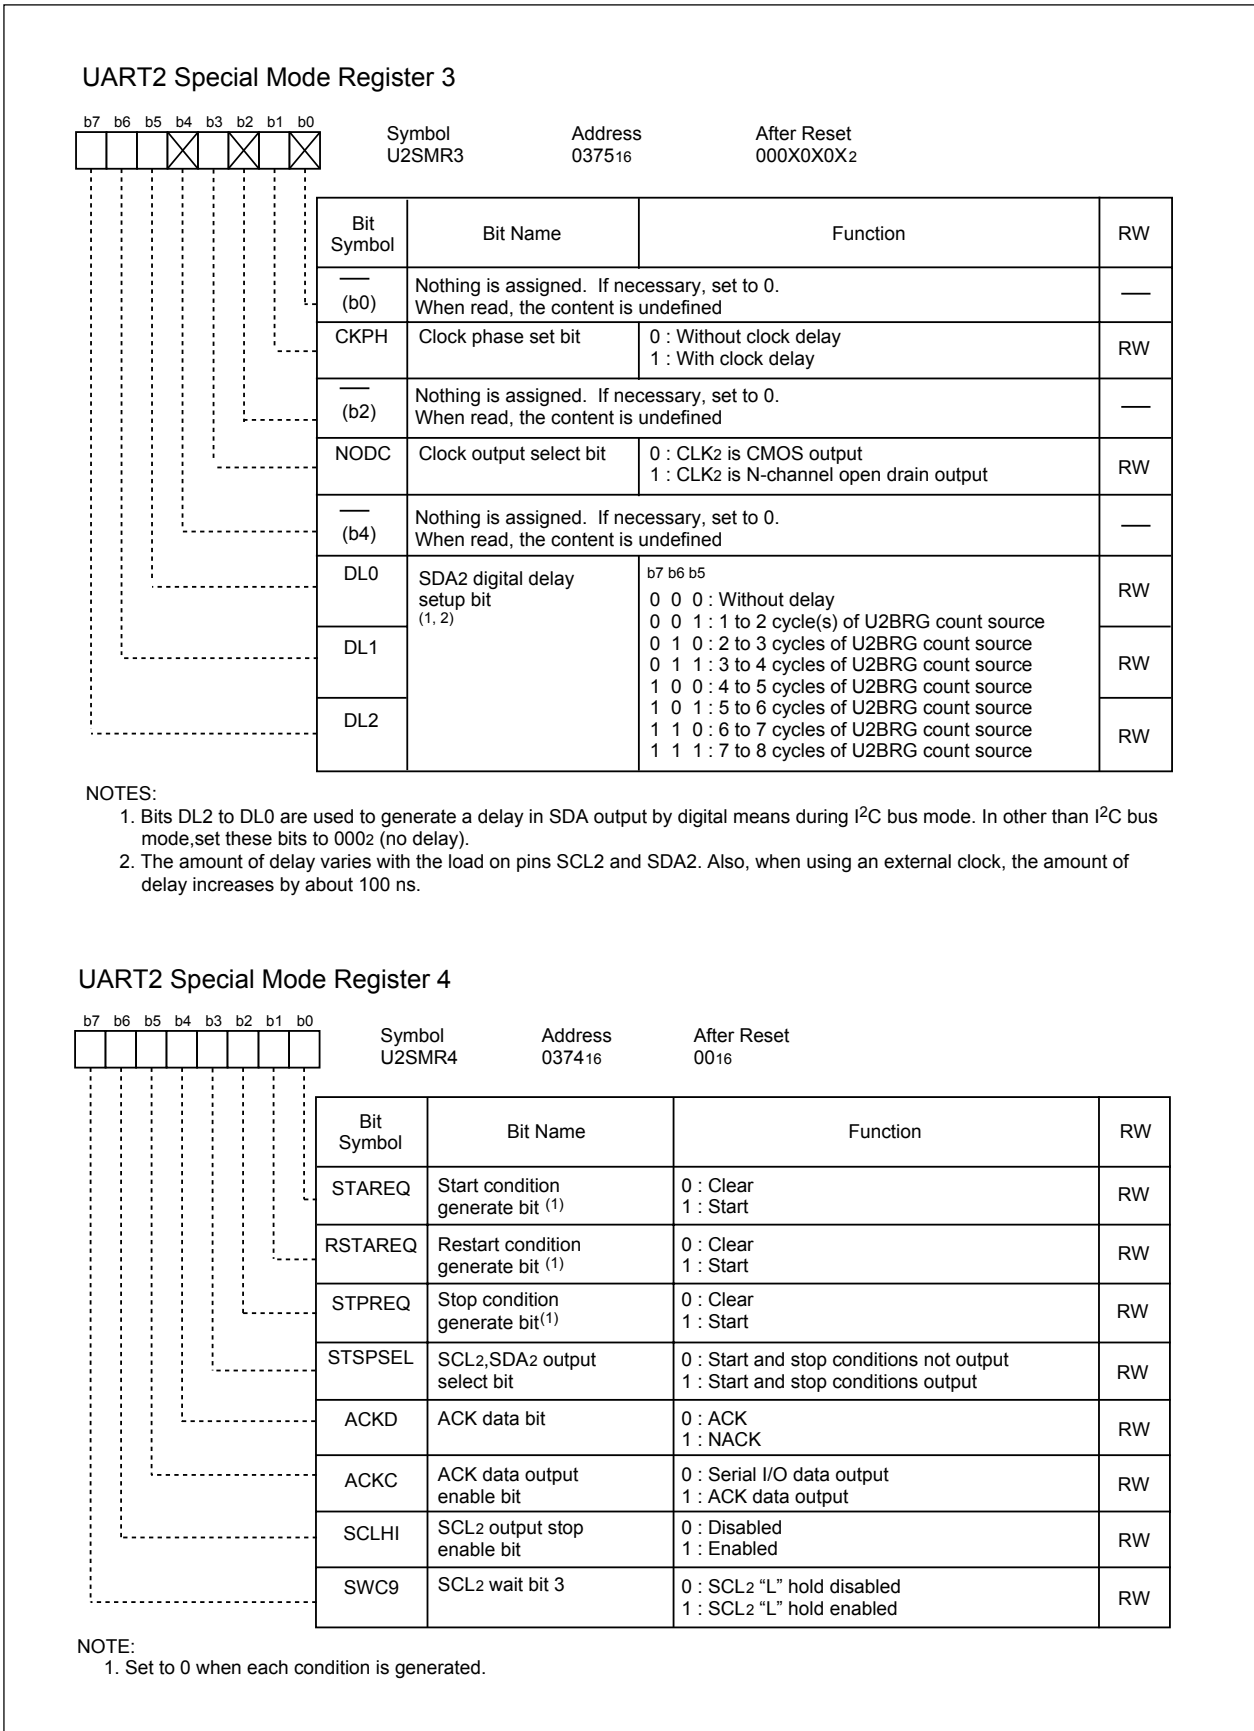 UART2 Special Mode Register 3
b7 b6 b5 b4 b3 b2 b1 b0
Symbol Address After Reset
U2SMR3 037516 000X0X0X2
Bit Symbol Bit Name Function RW
— (b0) Nothing is assigned. If necessary, set to 0.
When read, the content is undefined —
CKPH Clock phase set bit 0 : Without clock delay
1 : With clock delay RW
— (b2) Nothing is assigned. If necessary, set to 0.
When read, the content is undefined —
NODC Clock output select bit 0 : CLK2 is CMOS output
1 : CLK2 is N-channel open drain output RW
— (b4) Nothing is assigned. If necessary, set to 0.
When read, the content is undefined —
DL0 SDA2 digital delay
setup bit
(1, 2)
b7 b6 b5
0 0 0 : Without delay RW
0 0 1 : 1 to 2 cycle(s) of U2BRG count source
DL1 0 1 0 : 2 to 3 cycles of U2BRG count source
0 1 1 : 3 to 4 cycles of U2BRG count source RW
1 0 0 : 4 to 5 cycles of U2BRG count source
1 0 1 : 5 to 6 cycles of U2BRG count source
DL2 1 1 0 : 6 to 7 cycles of U2BRG count source RW
1 1 1 : 7 to 8 cycles of U2BRG count source
NOTES:
1. Bits DL2 to DL0 are used to generate a delay in SDA output by digital means during I2C bus mode. In other than I2C bus
mode,set these bits to 0002 (no delay).
2. The amount of delay varies with the load on pins SCL2 and SDA2. Also, when using an external clock, the amount of
delay increases by about 100 ns.
UART2 Special Mode Register 4
b7 b6 b5 b4 b3 b2 b1 b0
Symbol Address After Reset
U2SMR4 037416 0016
Bit Symbol Bit Name Function RW
STAREQ Start condition
generate bit (1) 0 : Clear
1 : Start RW
RSTAREQ Restart condition
generate bit (1) 0 : Clear
1 : Start RW
STPREQ Stop condition
generate bit(1) 0 : Clear
1 : Start RW
STSPSEL SCL2,SDA2 output
select bit 0 : Start and stop conditions not output
1 : Start and stop conditions output RW
ACKD ACK data bit 0 : ACK
1 : NACK RW
ACKC ACK data output
enable bit 0 : Serial I/O data output
1 : ACK data output RW
SCLHI SCL2 output stop
enable bit 0 : Disabled
1 : Enabled RW
SWC9 SCL2 wait bit 3 0 : SCL2 “L” hold disabled
1 : SCL2 “L” hold enabled RW
NOTE:
1. Set to 0 when each condition is generated.